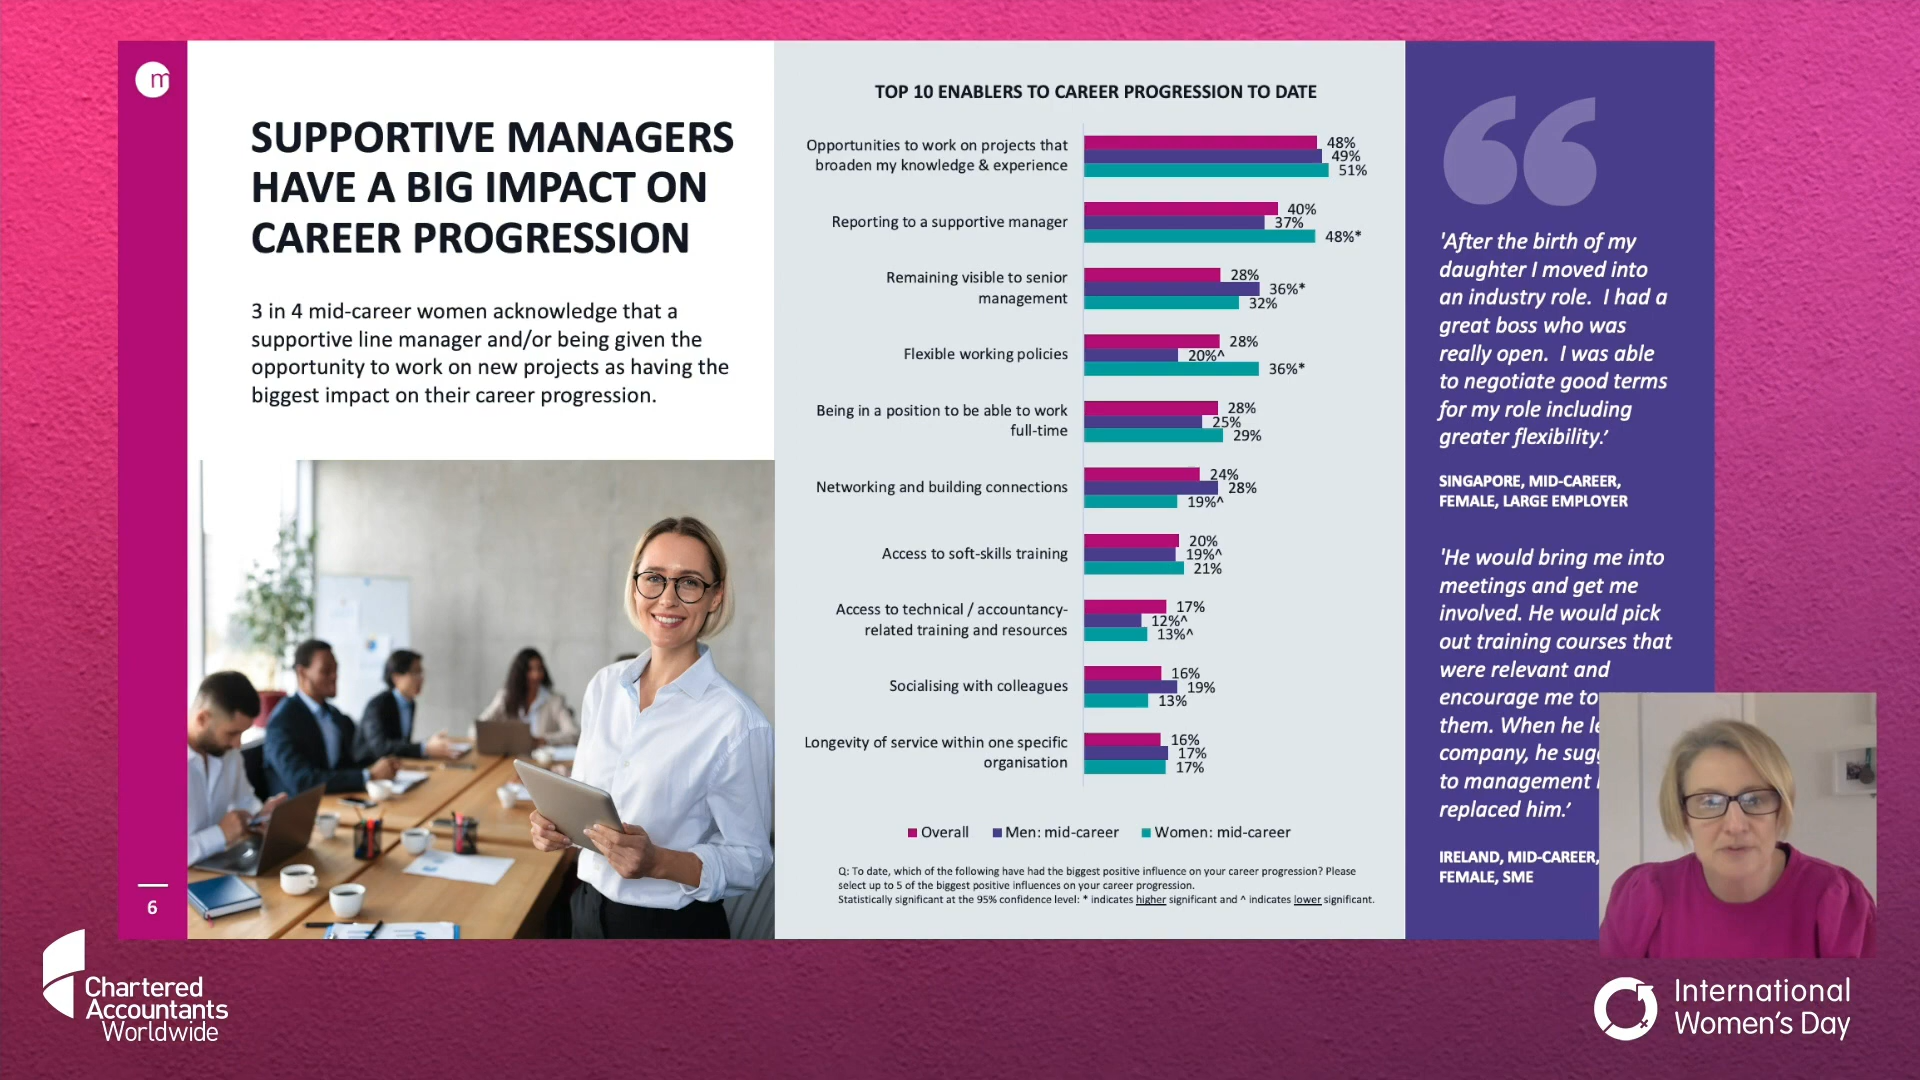 m
SUPPORTIVE MANAGERS
HAVE A BIG IMPACT ON
CAREER PROGRESSION
3 in 4 mid-career women acknowledge that a
supportive line manager and/or being given the
opportunity to work on new projects as having the
biggest impact on their career progression.
6
TOP 10 ENABLERS TO CAREER PROGRESSION TO DATE
Opportunities to work on projects that
broaden my knowledge & experience
48%
49%
51%
Reporting to a supportive manager
40%
37%
48%*
Remaining visible to senior
management
28%
36%*
32%
Flexible working policies
28%
20%^
36%*
Being in a position to be able to work
full-time
28%
25%
29%
Networking and building connections
24%
28%
19%^
Access to soft-skills training
20%
19%^
21%
Access to technical / accountancy-
related training and resources
17%
12%^
13%^
Socialising with colleagues
16%
19%
13%
Longevity of service within one specific
organisation
16%
17%
17%
Overall Men: mid-career Women: mid-career
Q: To date, which of the following have had the biggest positive influence on your career progression? Please
select up to 5 of the biggest positive influences on your career progression.
Statistically significant at the 95% confidence level: * indicates higher significant and ^ indicates lower significant.
'After the birth of my
daughter I moved into
an industry role. I had a
great boss who was
really open. I was able
to negotiate good terms
for my role including
greater flexibility.’
SINGAPORE, MID-CAREER,
FEMALE, LARGE EMPLOYER
'He would bring me into
meetings and get me
involved. He would pick
out training courses that
were relevant and
encourage me to
them. When he
company, he
to management
replaced him.’
IRELAND, MID-CAREER,
FEMALE, SME
Chartered
Accountants
Worldwide
International
Women's Day